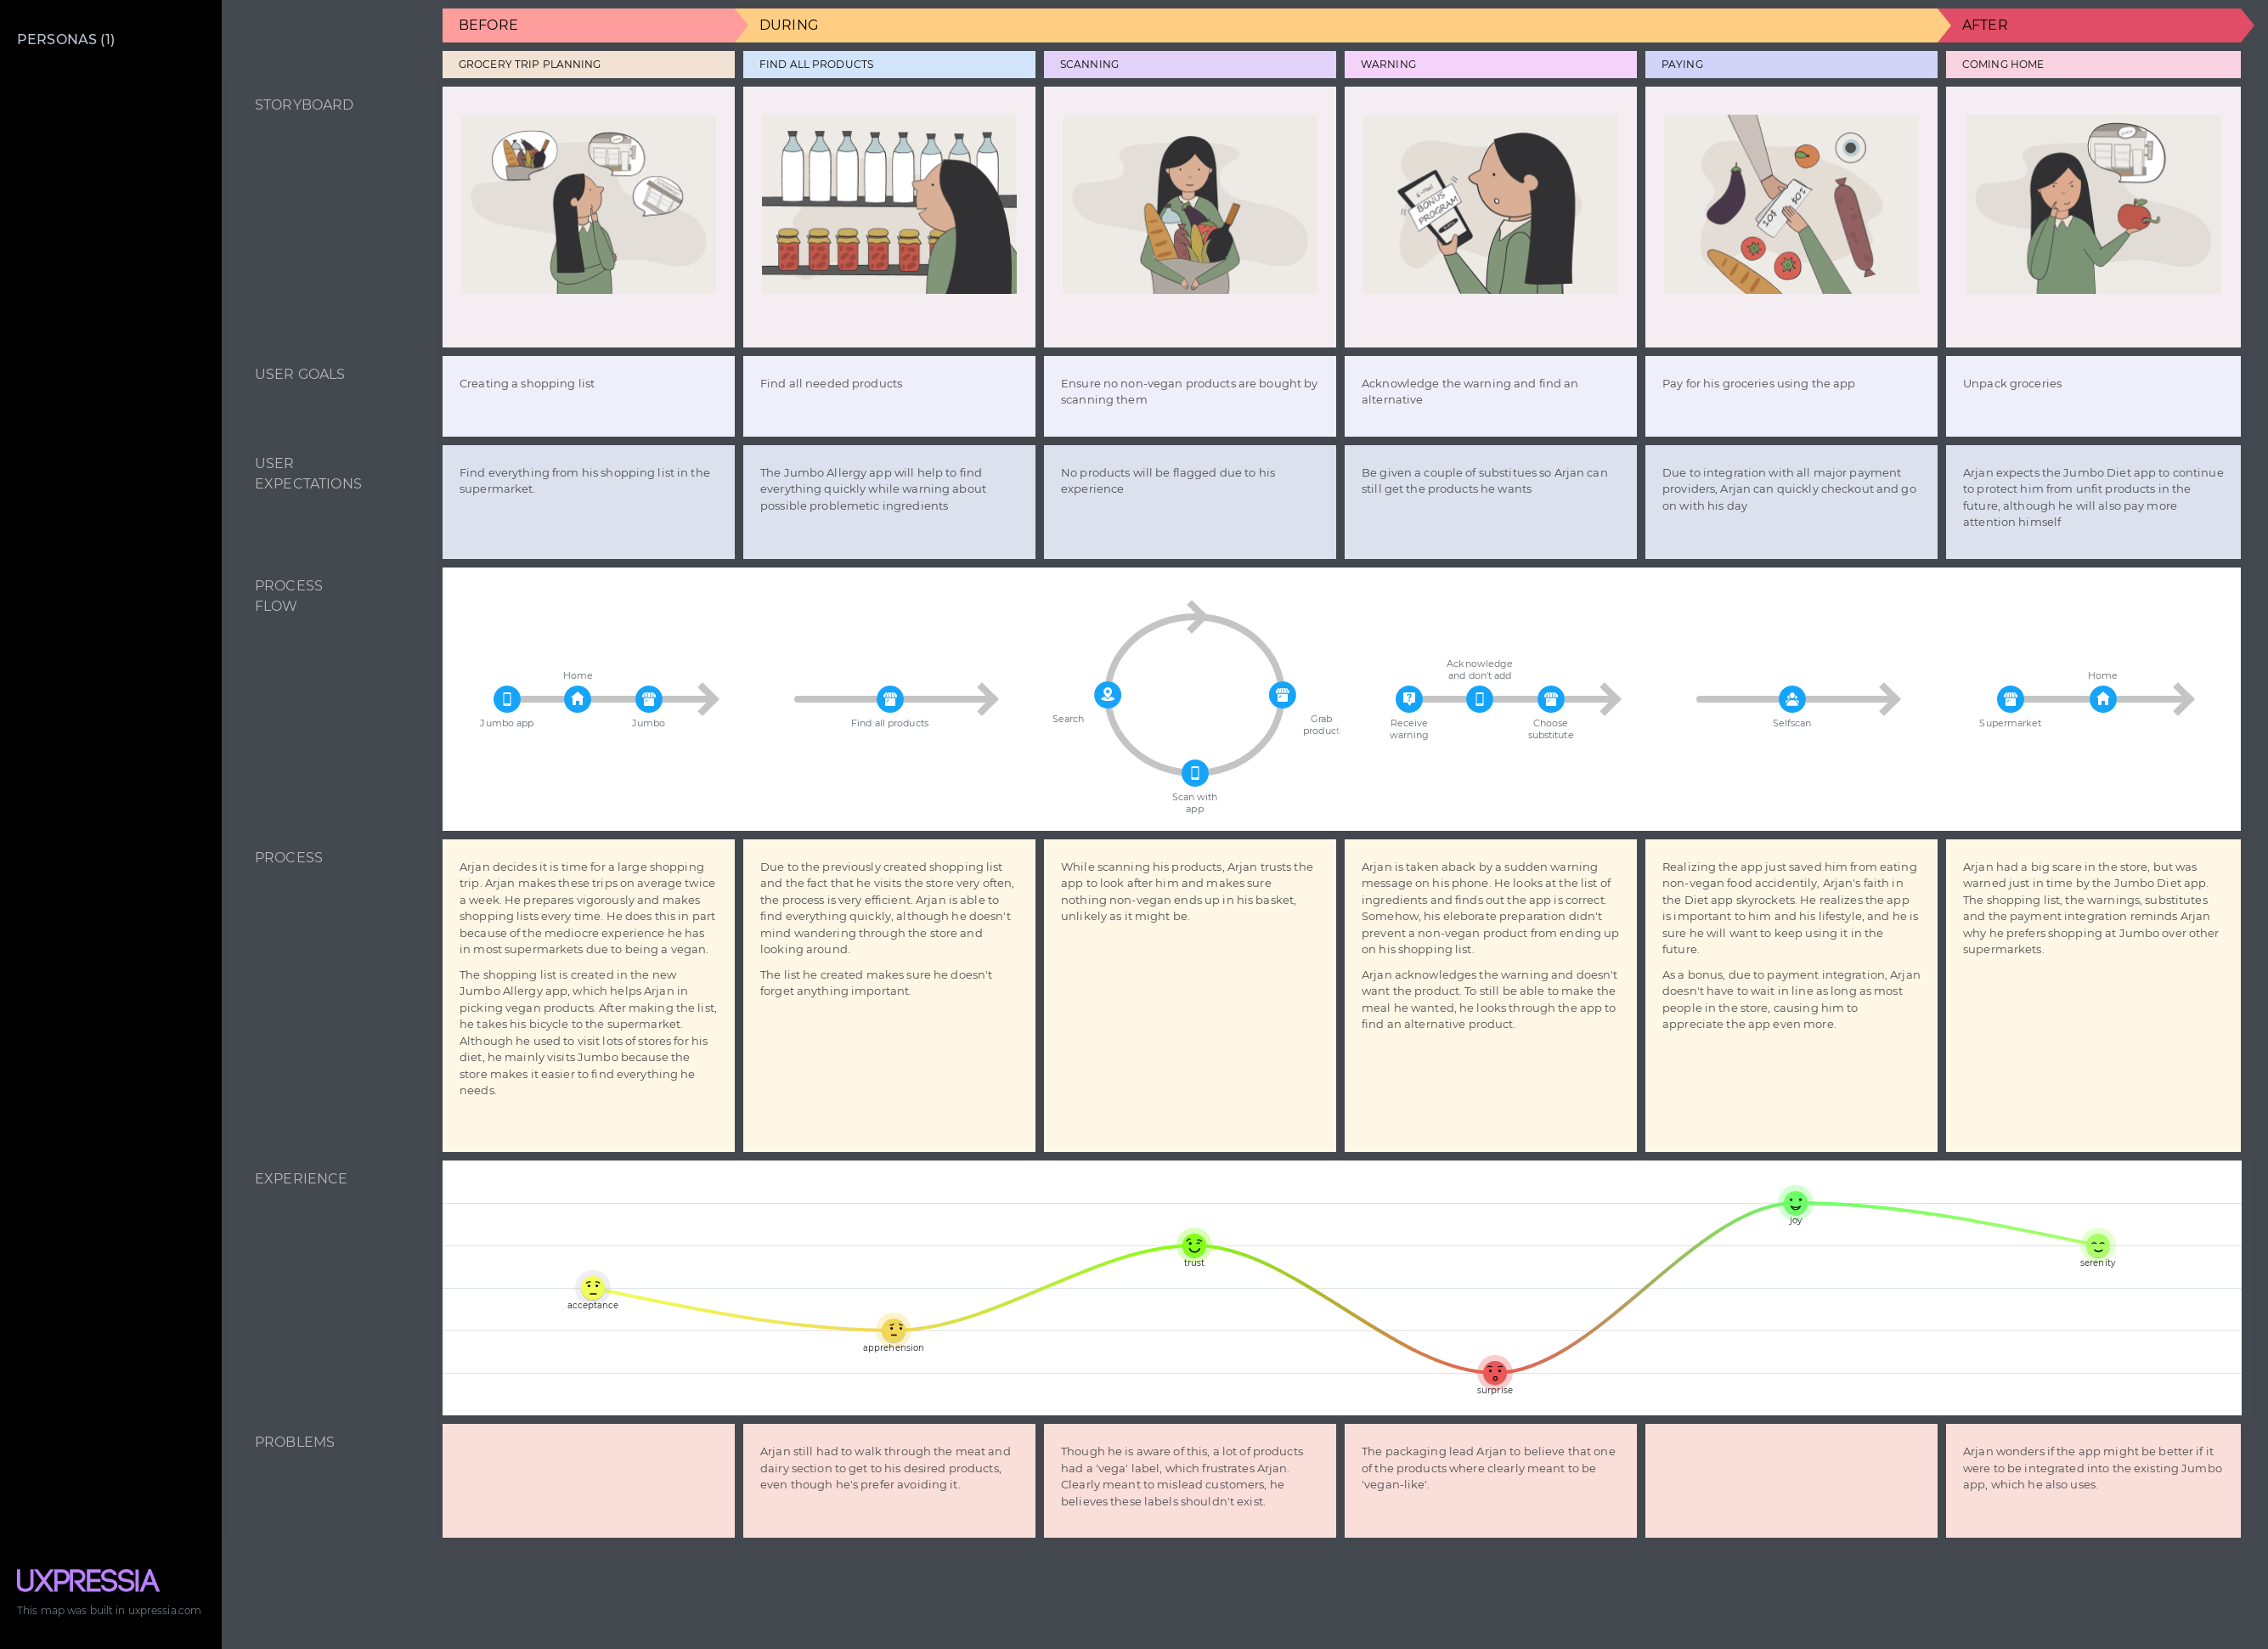 PERSONAS (1)
BEFORE
DURING
AFTER
GROCERY TRIP PLANNING
FIND ALL PRODUCTS
SCANNING
WARNING
PAYING
COMING HOME
STORYBOARD
E-Mail
BONUS
PROGRAM
10$
80%
USER GOALS
Creating a shopping list
Find all needed products
Ensure no non-vegan products are bought by
scanning them
Acknowledge the warning and find an
alternative
Pay for his groceries using the app
Unpack groceries
USER
EXPECTATIONS
Find everything from his shopping list in the
supermarket.
The Jumbo Allergy app will help to find
everything quickly while warning about
possible problemetic ingredients
No products will be flagged due to his
experience
Be given a couple of substitues so Arjan can
still get the products he wants
Due to integration with all major payment
providers, Arjan can quickly checkout and go
on with his day
Arjan expects the Jumbo Diet app to continue
to protect him from unfit products in the
future, although he will also pay more
attention himself
PROCESS
FLOW
Jumbo app
Home
Jumbo
Find all products
Search
Grab
product
Scan with
app
Receive
warning
Acknowledge
and don't add
Choose
substitute
Selfscan
Supermarket
Home
PROCESS
Arjan decides it is time for a large shopping
trip. Arjan makes these trips on average twice
a week. He prepares vigorously and makes
shopping lists every time. He does this in part
because of the mediocre experience he has
in most supermarkets due to being a vegan.
The shopping list is created in the new
Jumbo Allergy app, which helps Arjan in
picking vegan products. After making the list,
he takes his bicycle to the supermarket.
Although he used to visit lots of stores for his
diet, he mainly visits Jumbo because the
store makes it easier to find everything he
needs.
Due to the previously created shopping list
and the fact that he visits the store very often,
the process is very efficient. Arjan is able to
find everything quickly, although he doesn't
mind wandering through the store and
looking around.
The list he created makes sure he doesn't
forget anything important.
While scanning his products, Arjan trusts the
app to look after him and makes sure
nothing non-vegan ends up in his basket,
unlikely as it might be.
Arjan is taken aback by a sudden warning
message on his phone. He looks at the list of
ingredients and finds out the app is correct.
Somehow, his eleborate preparation didn't
prevent a non-vegan product from ending up
on his shopping list.
Arjan acknowledges the warning and doesn't
want the product. To still be able to make the
meal he wanted, he looks through the app to
find an alternative product.
Realizing the app just saved him from eating
non-vegan food accidently, Arjan's faith in
the Diet app skyrockets. He realizes the app
is important to him and his lifestyle, and he is
sure he will want to keep using it in the
future.
As a bonus, due to payment integration, Arjan
doesn't have to wait in line as long as most
people in the store, causing him to
appreciate the app even more.
Arjan had a big scare in the store, but was
warned just in time by the Jumbo Diet app.
The shopping list, the warnings, substitutes
and the payment integration reminds Arjan
why he prefers shopping at Jumbo over other
supermarkets.
EXPERIENCE
acceptance
apprehension
trust
surprise
joy
serenity
PROBLEMS
Arjan still had to walk through the meat and
dairy section to get to his desired products,
even though he's prefer avoiding it.
Though he is aware of this, a lot of products
had a 'vega' label, which frustrates Arjan.
Clearly meant to mislead customers, he
believes these labels shouldn't exist.
The packaging lead Arjan to believe that one
of the products where clearly meant to be
'vegan-like'.
Arjan wonders if the app might be better if it
were to be integrated into the existing Jumbo
app, which he also uses.
UXPRESSIA
This map was built in uxpressia.com